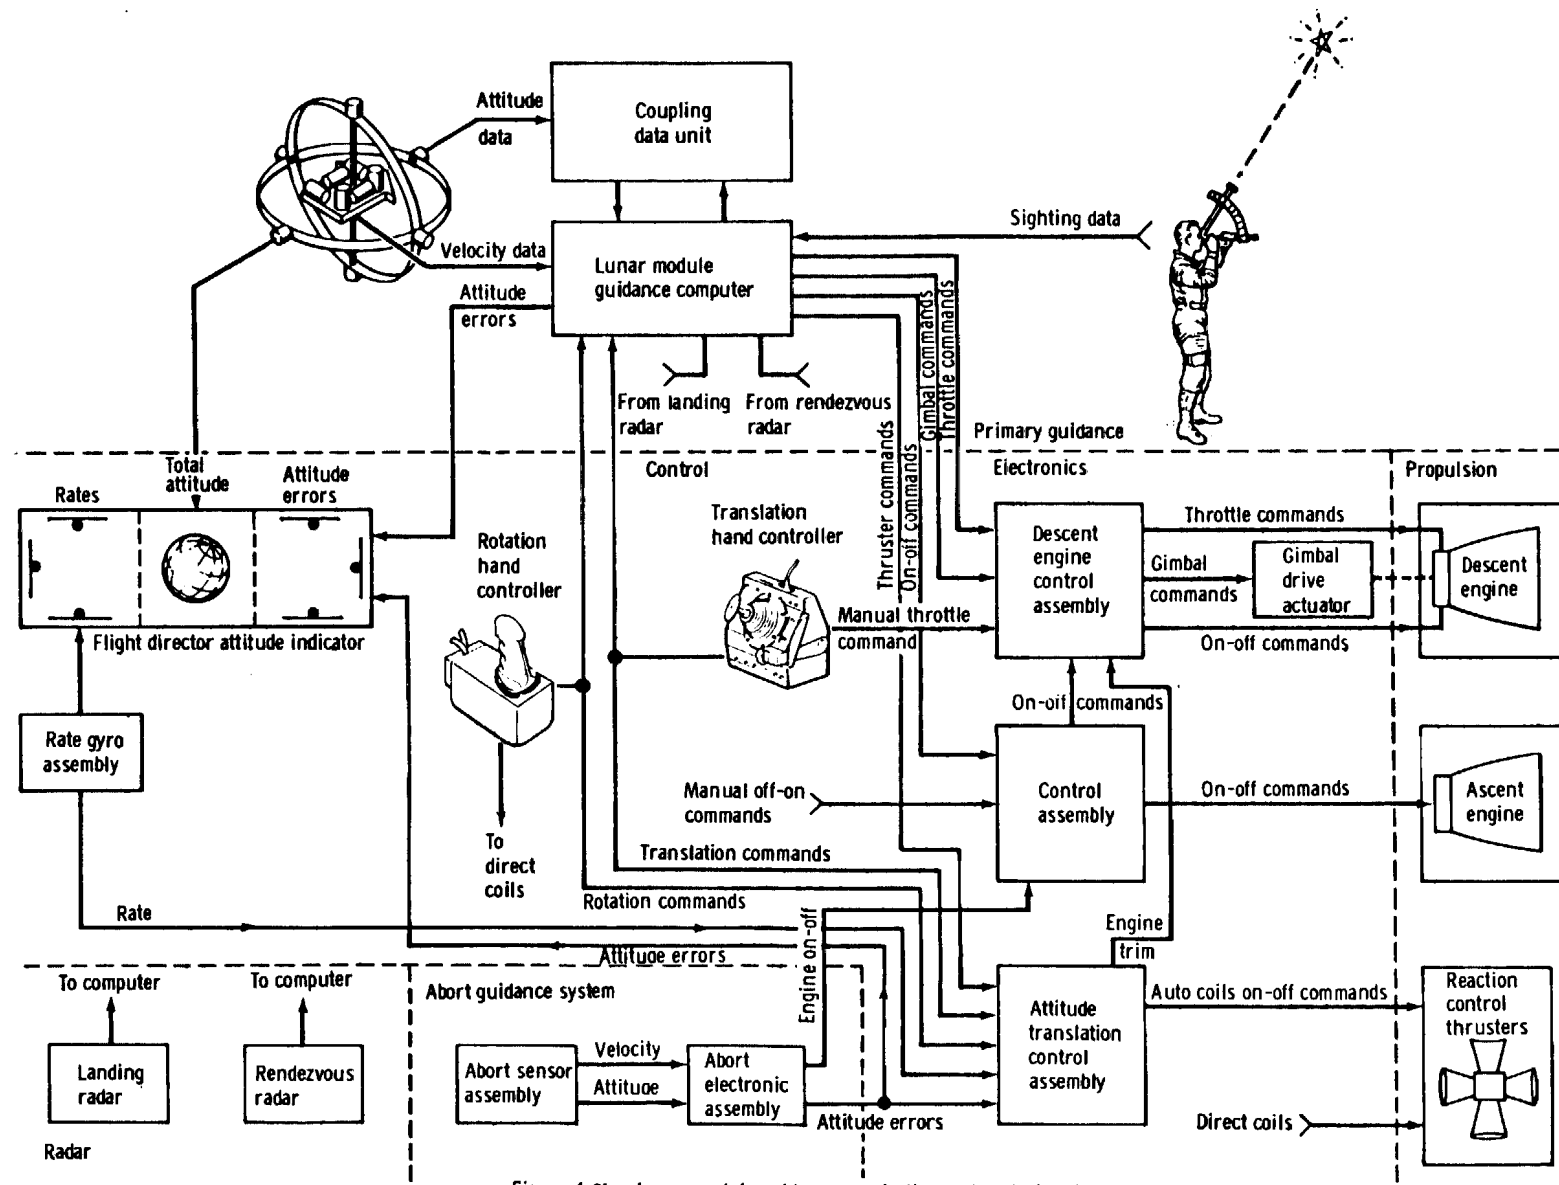 Attitude
data
Coupling
data unit
Sighting data
Velocity data
Lunar module
guidance computer
Attitude
errors
Gimbal commands
Throttle commands
From landing
radar
From rendezvous
radar
Thruster commands
On-off commands
Primary guidance
Control
Electronics
Propulsion
Total
attitude
Rates
Attitude
errors
Flight director attitude indicator
Rotation
hand
controller
Translation
hand controller
Manual throttle
command
Descent
engine
control
assembly
Throttle commands
Gimbal
commands
Gimbal
drive
actuator
On-off commands
Descent
engine
Rate gyro
assembly
To
direct
coils
On-off commands
Manual off-on
commands
Control
assembly
On-off commands
Ascent
engine
Translation commands
Rotation commands
Rate
Attitude errors
Engine on-off
Engine
trim
To computer
To computer
Landing
radar
Rendezvous
radar
Radar
Abort guidance system
Abort sensor
assembly
Velocity
Attitude
Abort
electronic
assembly
Attitude errors
Attitude
translation
control
assembly
Auto coils on-off commands
Reaction
control
thrusters
Direct coils